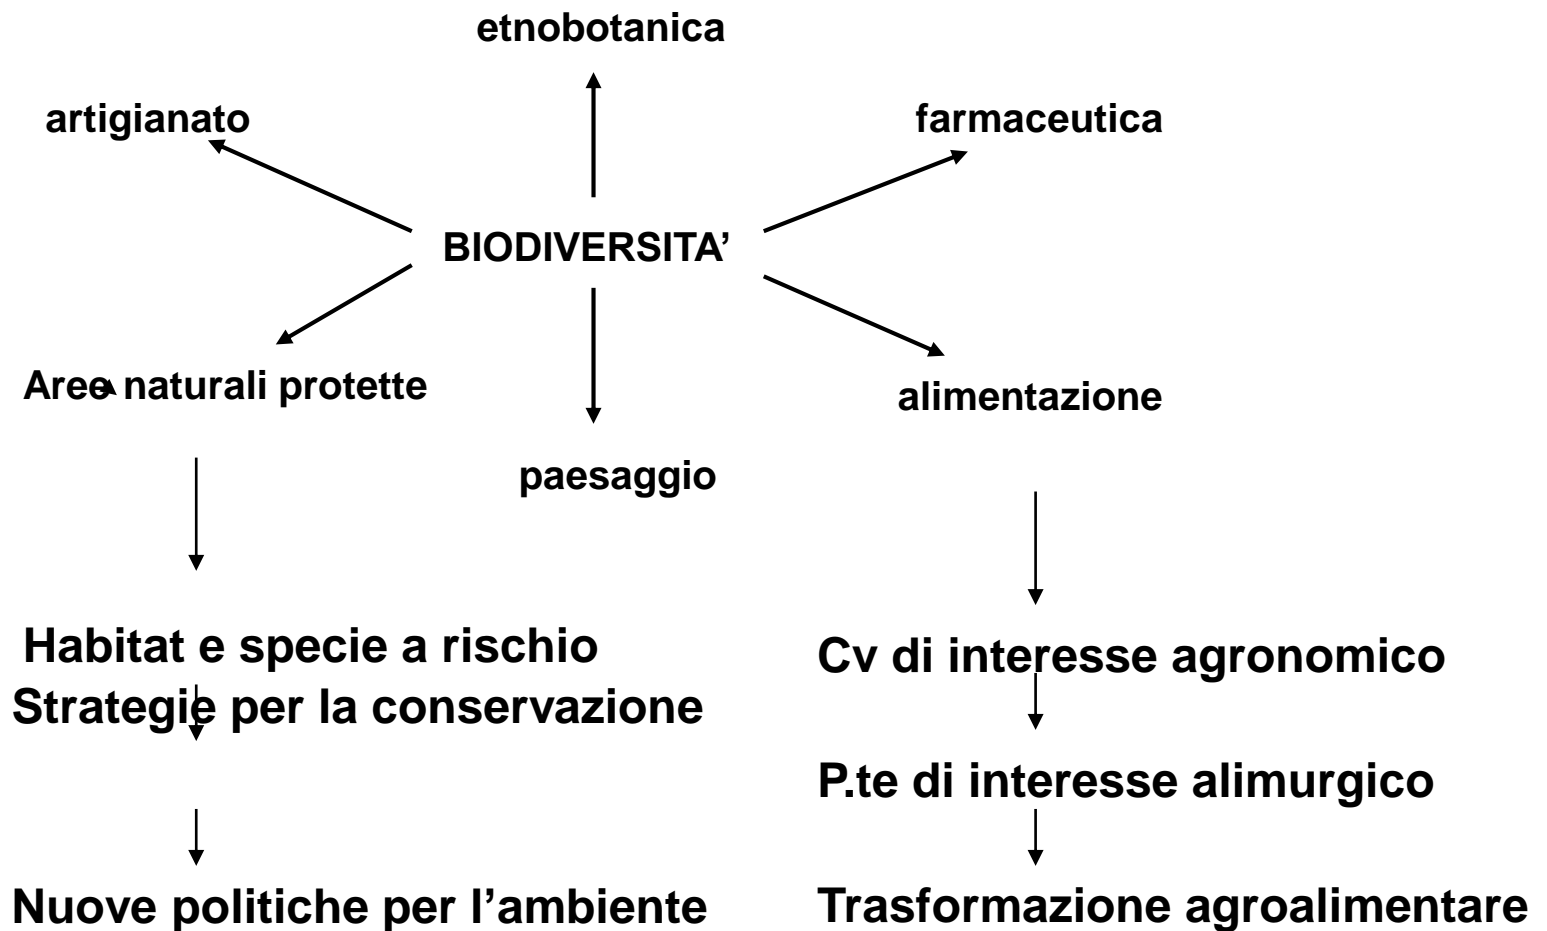 etnobotanica
artigianato
farmaceutica
BIODIVERSITA’
Aree naturali protette
alimentazione
paesaggio
Habitat e specie a rischio
Strategie per la conservazione
Cv di interesse agronomico
P.te di interesse alimurgico
Nuove politiche per l’ambiente
Trasformazione agroalimentare